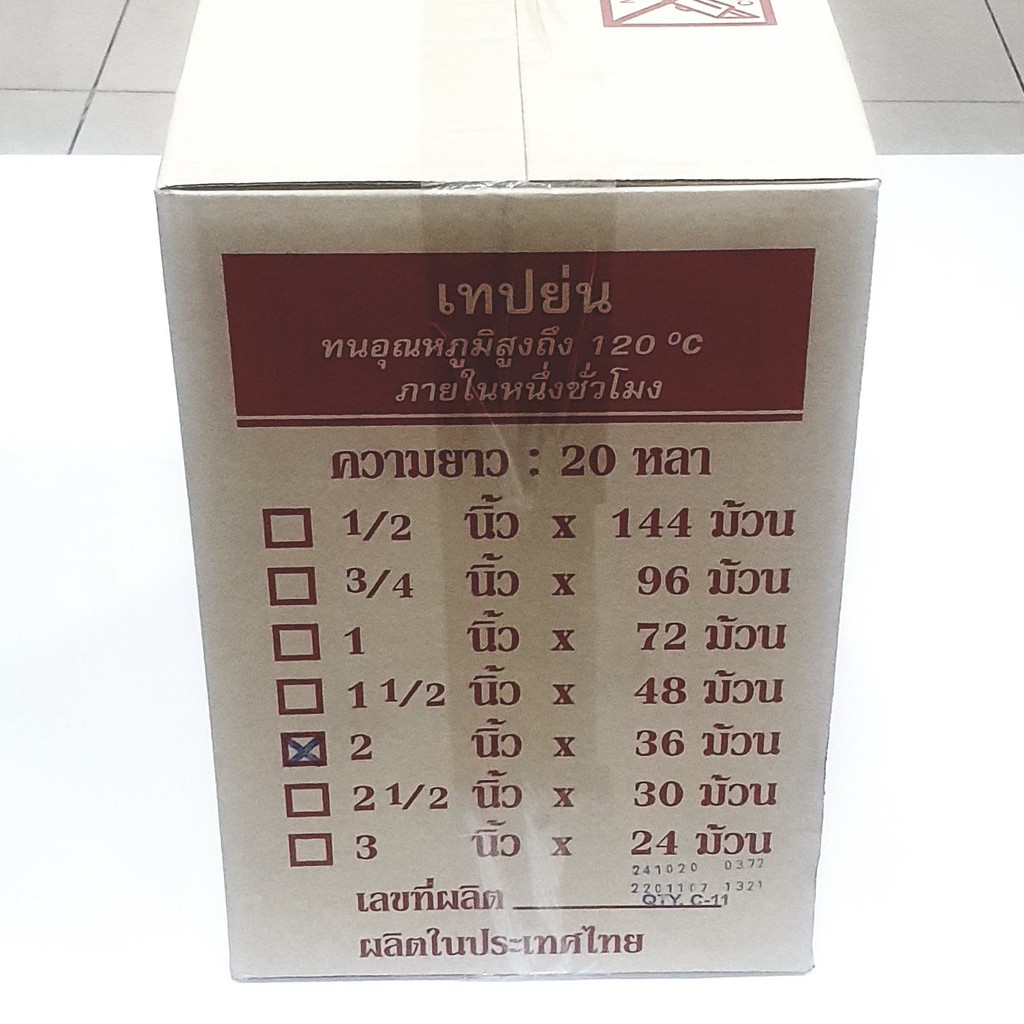 เทปย่น
ทนอุณหภูมิสูงถึง 120 ºC
ภายในหนึ่งชั่วโมง
ความยาว : 20 หลา
1/2 นิ้ว x 144 ม้วน
3/4 นิ้ว x 96 ม้วน
1 นิ้ว x 72 ม้วน
1 1/2 นิ้ว x 48 ม้วน
2 นิ้ว x 36 ม้วน
2 1/2 นิ้ว x 30 ม้วน
3 นิ้ว x 24 ม้วน
241020 0372
2201107 1321
เลขที่ผลิต QTY. C-11
ผลิตในประเทศไทย